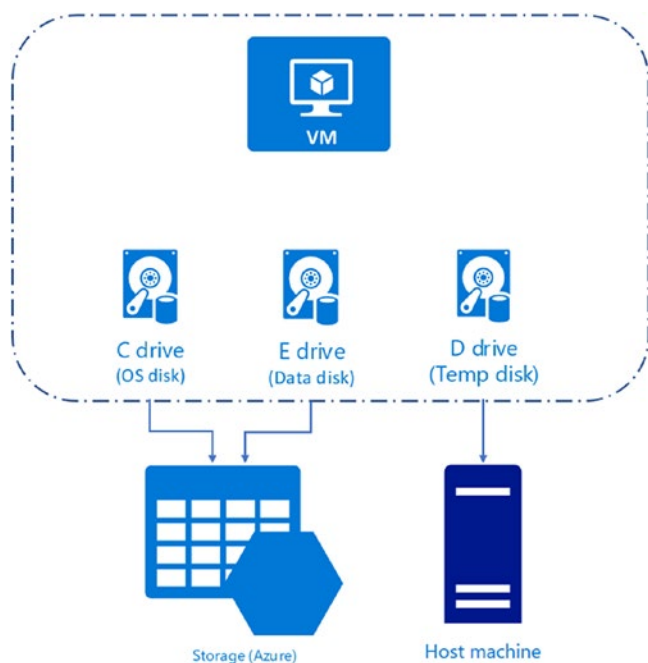 VM
C drive
(OS disk)
E drive
(Data disk)
D drive
(Temp disk)
Storage (Azure)
Host machine